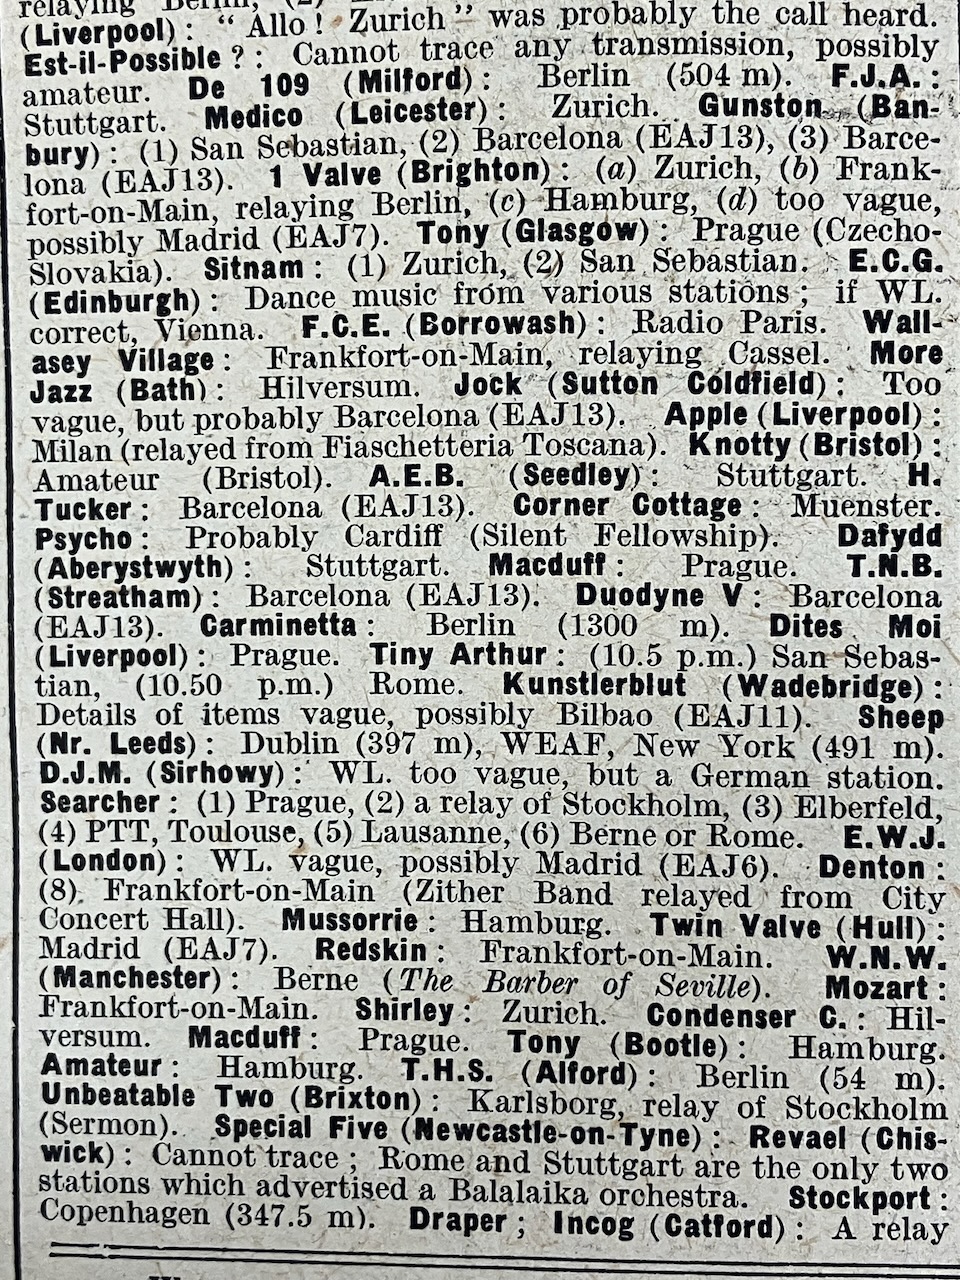 relaying Berlin, (2)
(Liverpool) : “ Allo ! Zurich ” was probably the call heard.
Est-il-Possible ? : Cannot trace any transmission, possibly
amateur. De 109 (Milford) : Berlin (504 m). F.J.A. :
Stuttgart. Medico (Leicester) : Zurich. Gunston (Ban-
bury) : (1) San Sebastian, (2) Barcelona (EAJ13), (3) Barce-
lona (EAJ13). 1 Valve (Brighton) : (a) Zurich, (b) Frank-
fort-on-Main, relaying Berlin, (c) Hamburg, (d) too vague,
possibly Madrid (EAJ7). Tony (Glasgow) : Prague (Czecho-
Slovakia). Sitnam : (1) Zurich, (2) San Sebastian. E.C.G.
(Edinburgh) : Dance music from various stations ; if WL.
correct, Vienna. F.C.E. (Borrowash) : Radio Paris. Wall-
asey Village : Frankfort-on-Main, relaying Cassel. More
Jazz (Bath) : Hilversum. Jock (Sutton Coldfield) : Too
vague, but probably Barcelona (EAJ13). Apple (Liverpool) :
Milan (relayed from Fiaschetteria Toscana). Knotty (Bristol) :
Amateur (Bristol). A.E.B. (Seedley) : Stuttgart. H.
Tucker : Barcelona (EAJ13). Corner Cottage : Muenster.
Psycho : Probably Cardiff (Silent Fellowship). Dafydd
(Aberystwyth) : Stuttgart. Macduff : Prague. T.N.B.
(Streatham) : Barcelona (EAJ13). Duodyne V : Barcelona
(EAJ13). Carminetta : Berlin (1300 m). Dites Moi
(Liverpool) : Prague. Tiny Arthur : (10.5 p.m.) San Sebas-
tian, (10.50 p.m.) Rome. Kunstlerblut (Wadebridge) :
Details of items vague, possibly Bilbao (EAJ11). Sheep
(Nr. Leeds) : Dublin (397 m), WEAF, New York (491 m).
D.J.M. (Sirhowy) : WL. too vague, but a German station.
Searcher : (1) Prague, (2) a relay of Stockholm, (3) Elberfeld,
(4) PTT, Toulouse, (5) Lausanne, (6) Berne or Rome. E.W.J.
(London) : WL. vague, possibly Madrid (EAJ6). Denton :
(8). Frankfort-on-Main (Zither Band relayed from City
Concert Hall). Mussorrie : Hamburg. Twin Valve (Hull) :
Madrid (EAJ7). Redskin : Frankfort-on-Main. W.N.W.
(Manchester) : Berne (The Barber of Seville). Mozart :
Frankfort-on-Main. Shirley : Zurich. Condenser C. : Hil-
versum. Macduff : Prague. Tony (Bootle) : Hamburg.
Amateur : Hamburg. T.H.S. (Alford) : Berlin (54 m).
Unbeatable Two (Brixton) : Karlsborg, relay of Stockholm
(Sermon). Special Five (Newcastle-on-Tyne) : Revael (Chis-
wick) : Cannot trace ; Rome and Stuttgart are the only two
stations which advertised a Balalaika orchestra. Stockport :
Copenhagen (347.5 m). Draper ; Incog (Catford) : A relay